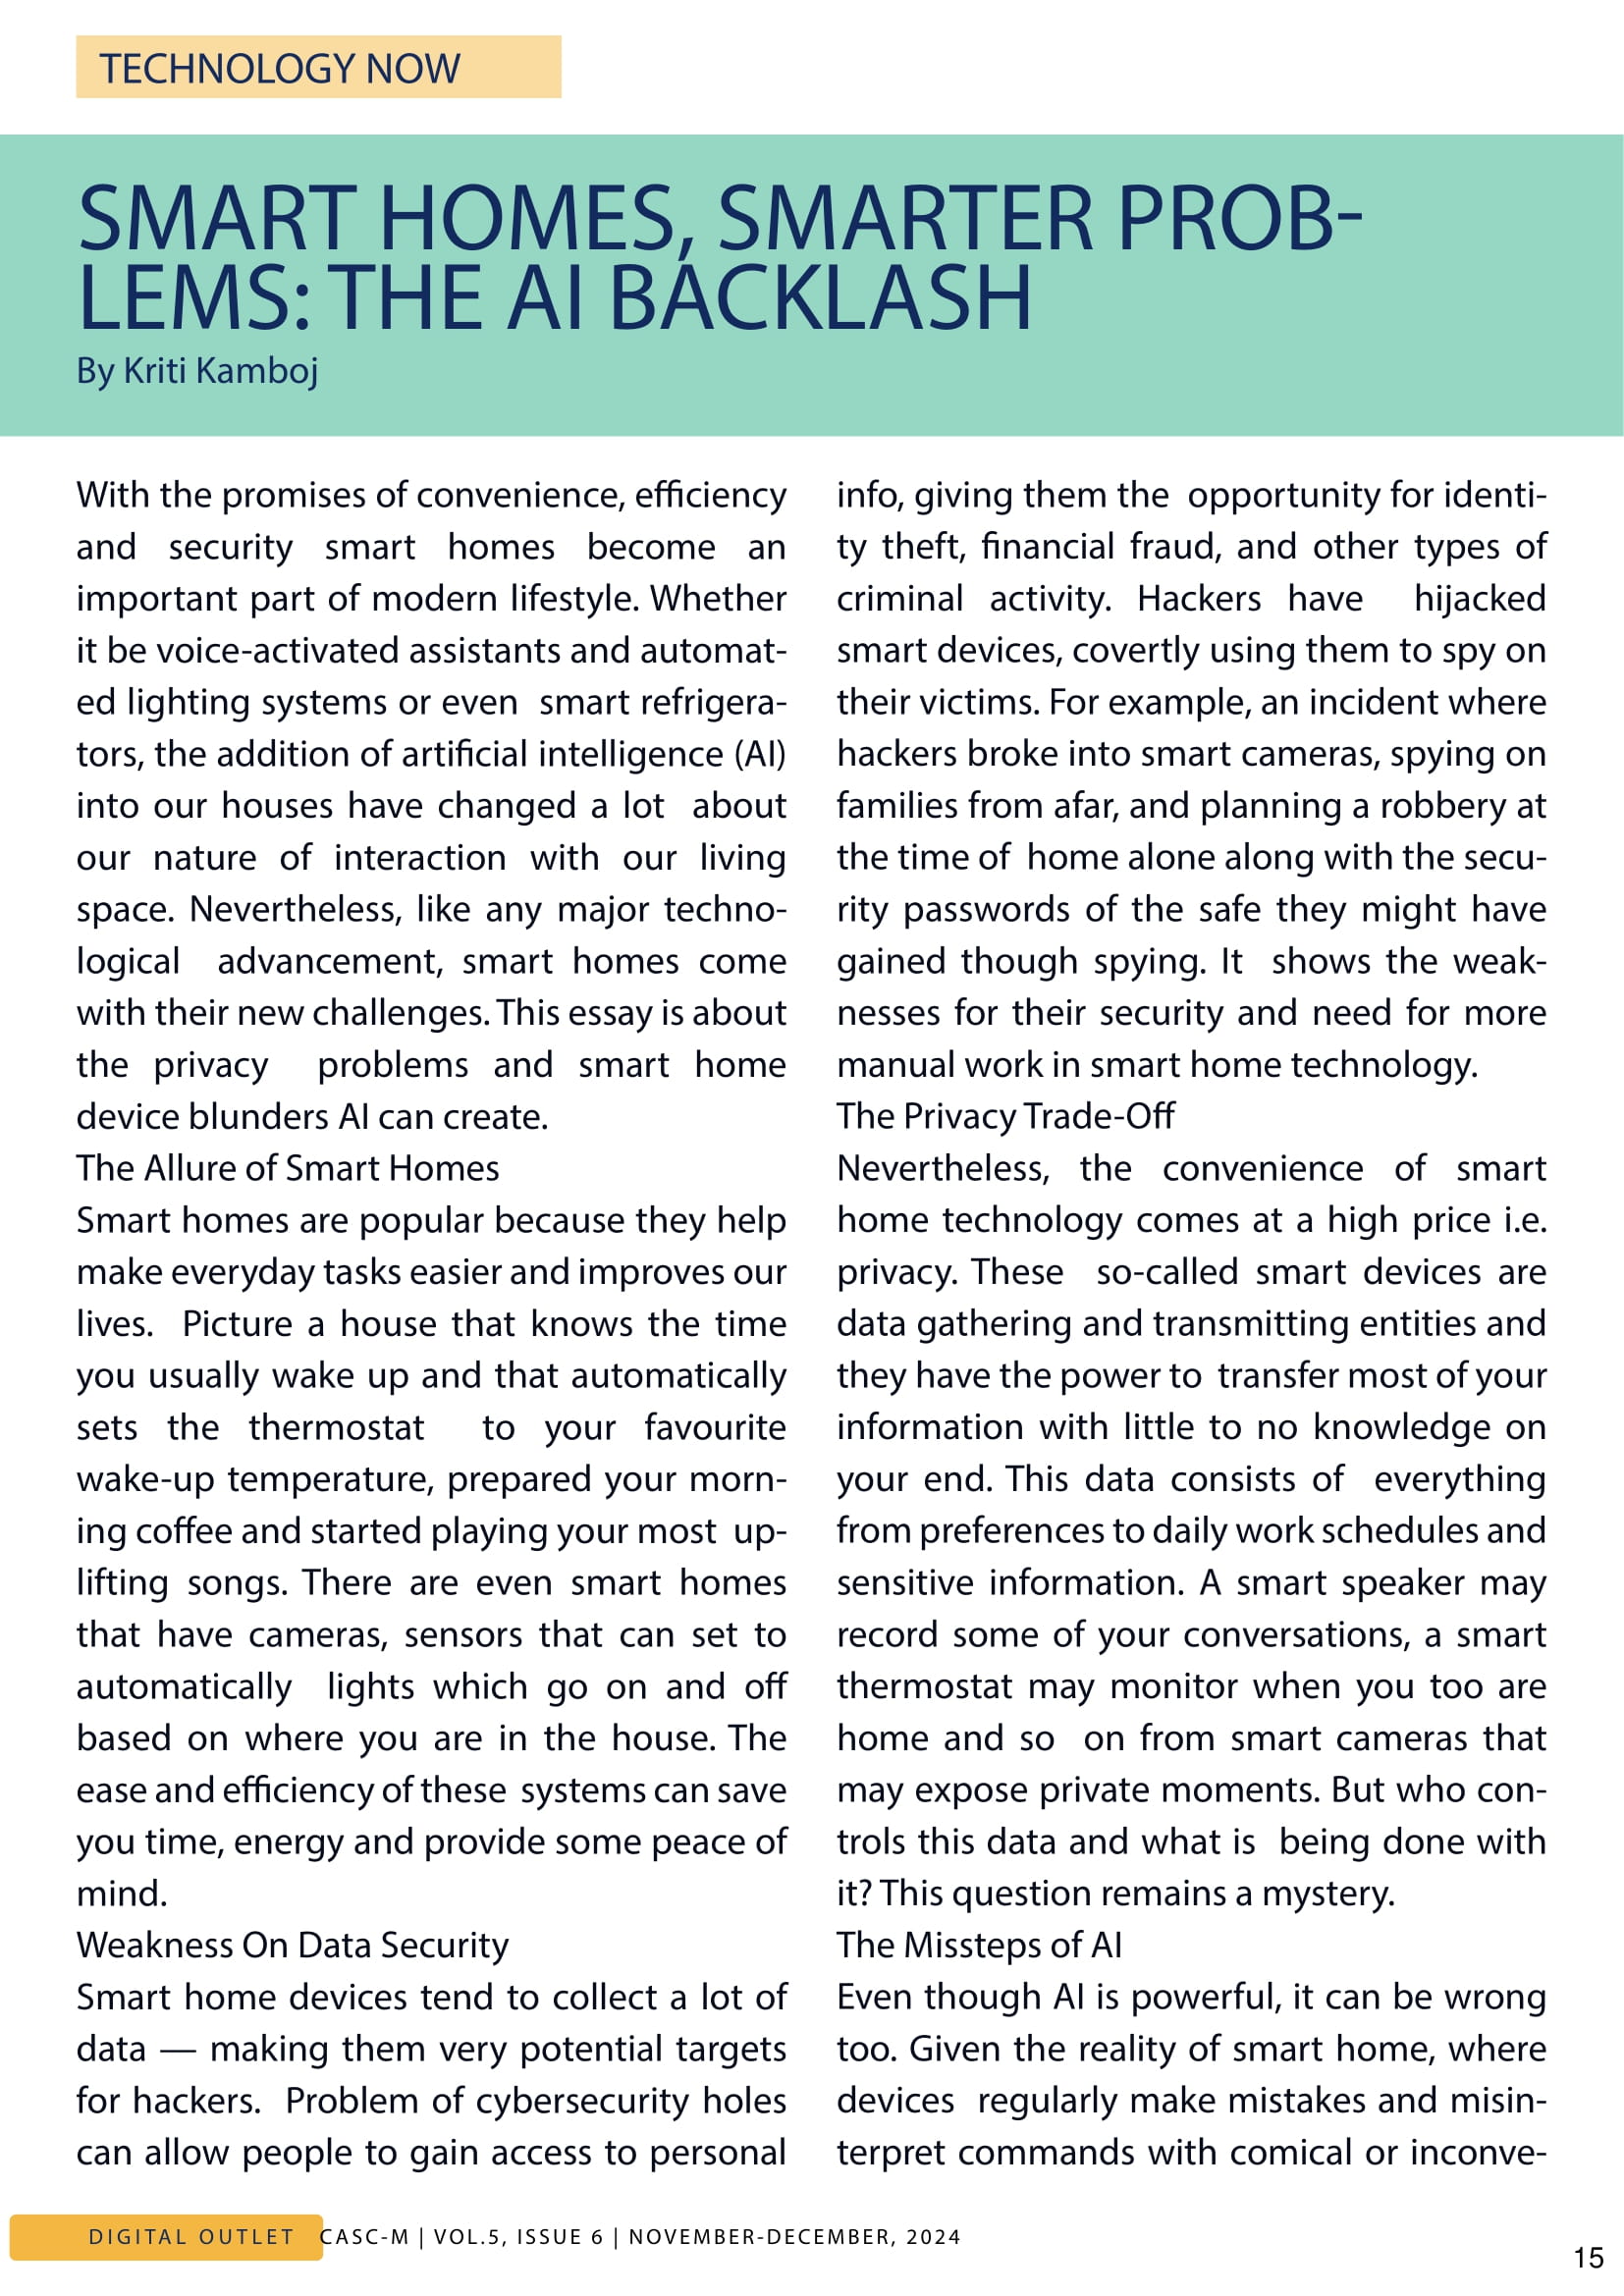 TECHNOLOGY NOW
SMART HOMES, SMARTER PROB-
LEMS: THE AI BACKLASH
By Kriti Kamboj
With the promises of convenience, efficiency
and security smart homes become an
important part of modern lifestyle. Whether
it be voice-activated assistants and automat-
ed lighting systems or even smart refrigera-
tors, the addition of artificial intelligence (AI)
into our houses have changed a lot about
our nature of interaction with our living
space. Nevertheless, like any major techno-
logical advancement, smart homes come
with their new challenges. This essay is about
the privacy problems and smart home
device blunders AI can create.
The Allure of Smart Homes
Smart homes are popular because they help
make everyday tasks easier and improves our
lives. Picture a house that knows the time
you usually wake up and that automatically
sets the thermostat to your favourite
wake-up temperature, prepared your morn-
ing coffee and started playing your most up-
lifting songs. There are even smart homes
that have cameras, sensors that can set to
automatically lights which go on and off
based on where you are in the house. The
ease and efficiency of these systems can save
you time, energy and provide some peace of
mind.
Weakness On Data Security
Smart home devices tend to collect a lot of
data — making them very potential targets
for hackers. Problem of cybersecurity holes
can allow people to gain access to personal
info, giving them the opportunity for identi-
ty theft, financial fraud, and other types of
criminal activity. Hackers have hijacked
smart devices, covertly using them to spy on
their victims. For example, an incident where
hackers broke into smart cameras, spying on
families from afar, and planning a robbery at
the time of home alone along with the secu-
rity passwords of the safe they might have
gained though spying. It shows the weak-
nesses for their security and need for more
manual work in smart home technology.
The Privacy Trade-Off
Nevertheless, the convenience of smart
home technology comes at a high price i.e.
privacy. These so-called smart devices are
data gathering and transmitting entities and
they have the power to transfer most of your
information with little to no knowledge on
your end. This data consists of everything
from preferences to daily work schedules and
sensitive information. A smart speaker may
record some of your conversations, a smart
thermostat may monitor when you too are
home and so on from smart cameras that
may expose private moments. But who con-
trols this data and what is being done with
it? This question remains a mystery.
The Missteps of AI
Even though AI is powerful, it can be wrong
too. Given the reality of smart home, where
devices regularly make mistakes and misin-
terpret commands with comical or inconve-
DIGITAL OUTLET CASC-M | VOL.5, ISSUE 6 | NOVEMBER-DECEMBER, 2024
15